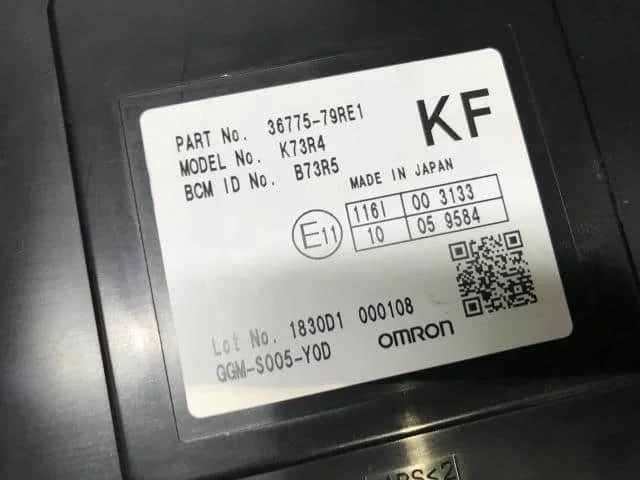 PART No. 36775-79RE1
KF
MODEL No. K73R4
BCM ID No. B73R5
MADE IN JAPAN
E11
116I 00 3133
10 05 9584
Lot No. 1830D1 000108
OMRON
GGM-S005-Y0D